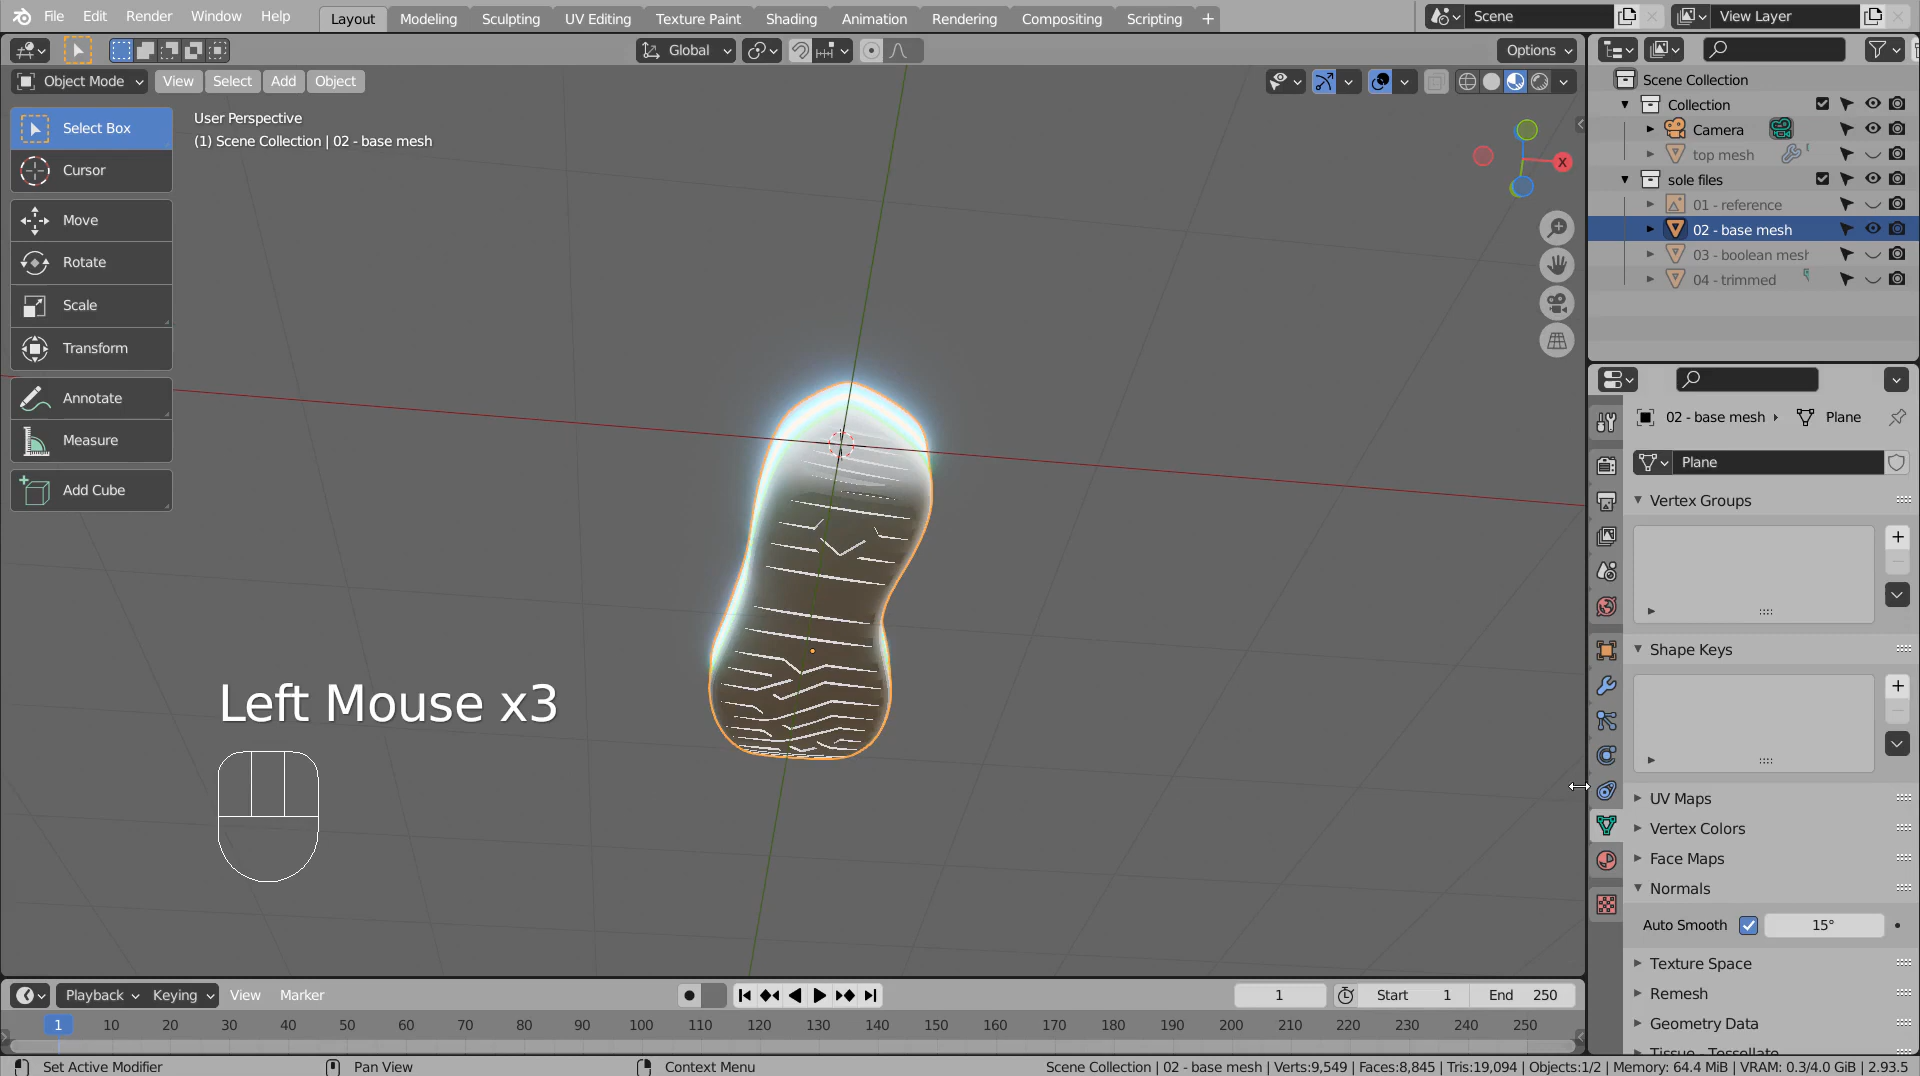 File Edit Render Window Help Layout Modeling Sculpting UV Editing Texture Paint Shading Animation Rendering Compositing Scripting + Scene View Layer
Global Options
Object Mode View Select Add Object
Select Box
Cursor
Move
Rotate
Scale
Transform
Annotate
Measure
Add Cube
User Perspective
(1) Scene Collection | 02 - base mesh
X
Left Mouse x3
Scene Collection
Collection
Camera
top mesh
sole files
01 - reference
02 - base mesh
03 - boolean mesh
04 - trimmed
02 - base mesh Plane
Plane
Vertex Groups
Shape Keys
UV Maps
Vertex Colors
Face Maps
Normals
Auto Smooth 15°
Texture Space
Remesh
Geometry Data
Tissue - Tessellate
Playback Keying View Marker 1 Start 1 End 250
1 10 20 30 40 50 60 70 80 90 100 110 120 130 140 150 160 170 180 190 200 210 220 230 240 250
Set Active Modifier Pan View Context Menu Scene Collection | 02 - base mesh | Verts:9,549 | Faces:8,845 | Tris:19,094 | Objects:1/2 | Memory: 64.4 MiB | VRAM: 0.3/4.0 GiB | 2.93.5